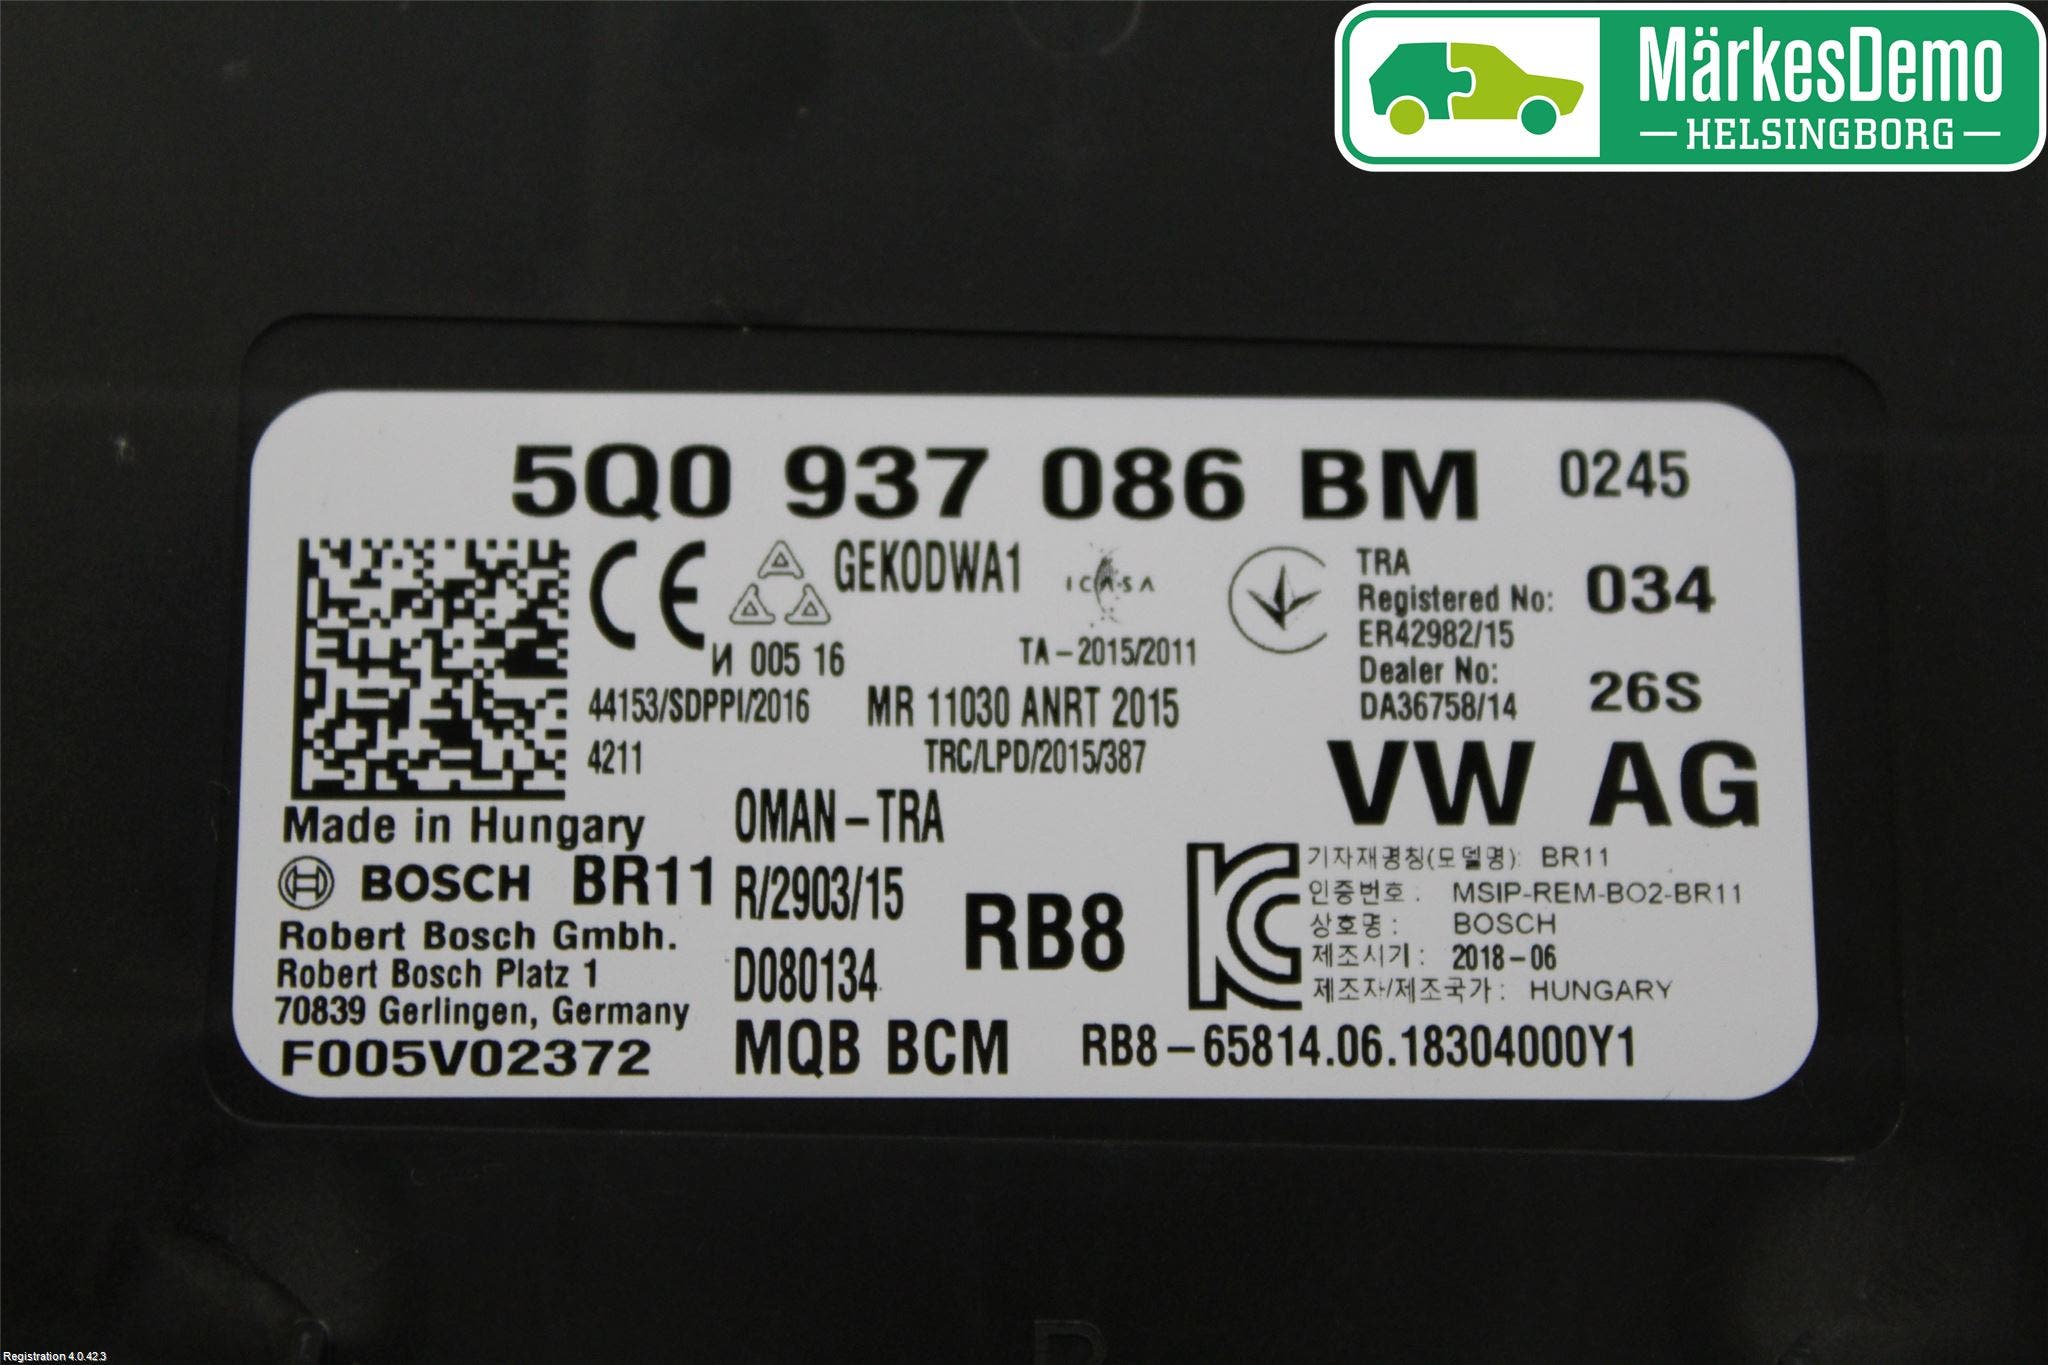 MärkesDemo
HELSINGBORG
5Q0 937 086 BM 0245
CE GEKODWA1 ICASA
И 005 16
TA-2015/2011
TRA
Registered No:
ER42982/15
Dealer No:
DA36758/14
034
26S
44153/SDPPI/2016
4211
MR 11030 ANRT 2015
TRC/LPD/2015/387
VW AG
Made in Hungary
BOSCH BR11
Robert Bosch Gmbh.
Robert Bosch Platz 1
70839 Gerlingen, Germany
F005V02372
OMAN-TRA
R/2903/15
D080134
MQB BCM
RB8
기자재명칭(모델명): BR11
인증번호: MSIP-REM-BO2-BR11
상호명: BOSCH
제조시기: 2018-06
제조자/제조국가: HUNGARY
RB8-65814.06.18304000Y1
Registration 4.0.42.3